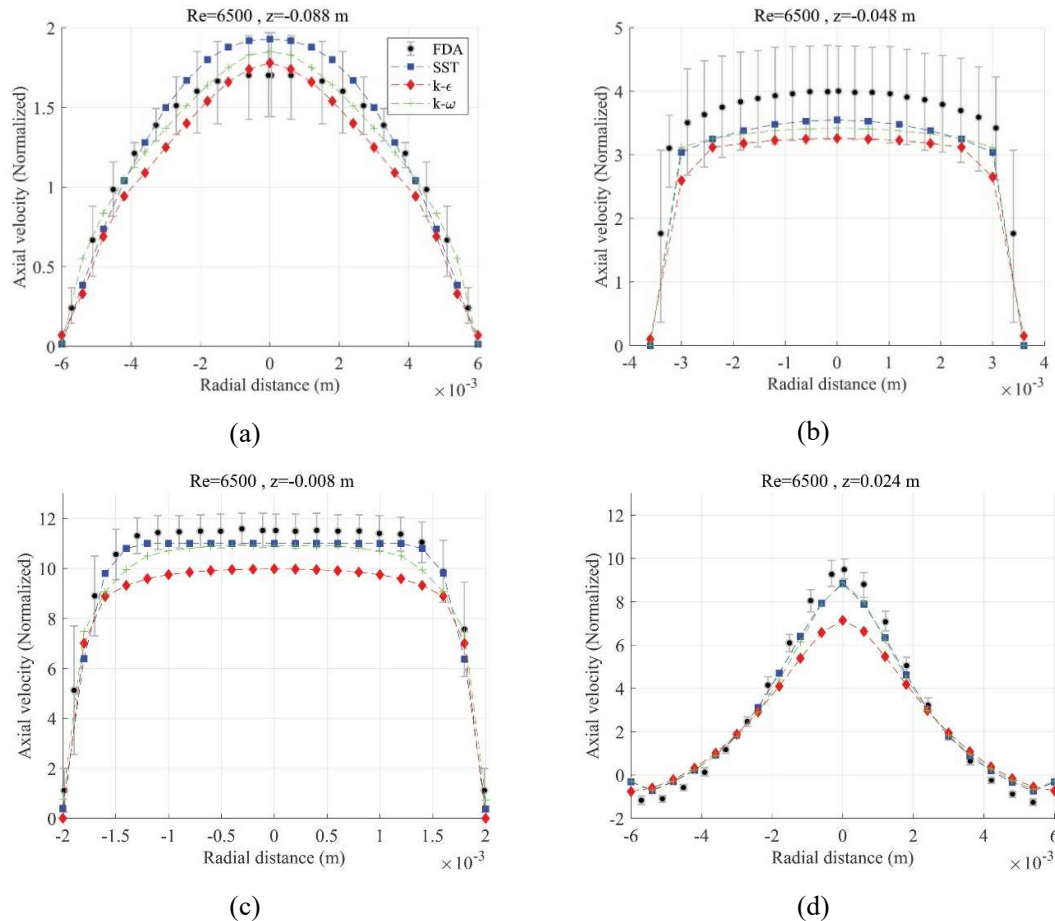 Re=6500 , z=-0.088 m
Axial velocity (Normalized)
2
1.5
1
0.5
0
FDA
SST
k-ϵ
k-ω
-6 -4 -2 0 2 4 6
Radial distance (m)
×10⁻³
(a)
Re=6500 , z=-0.048 m
Axial velocity (Normalized)
5
4
3
2
1
0
-4 -3 -2 -1 0 1 2 3 4
Radial distance (m)
×10⁻³
(b)
Re=6500 , z=-0.008 m
Axial velocity (Normalized)
12
10
8
6
4
2
0
-2 -1.5 -1 -0.5 0 0.5 1 1.5 2
Radial distance (m)
×10⁻³
(c)
Re=6500 , z=0.024 m
Axial velocity (Normalized)
12
10
8
6
4
2
0
-2
-6 -4 -2 0 2 4 6
Radial distance (m)
×10⁻³
(d)